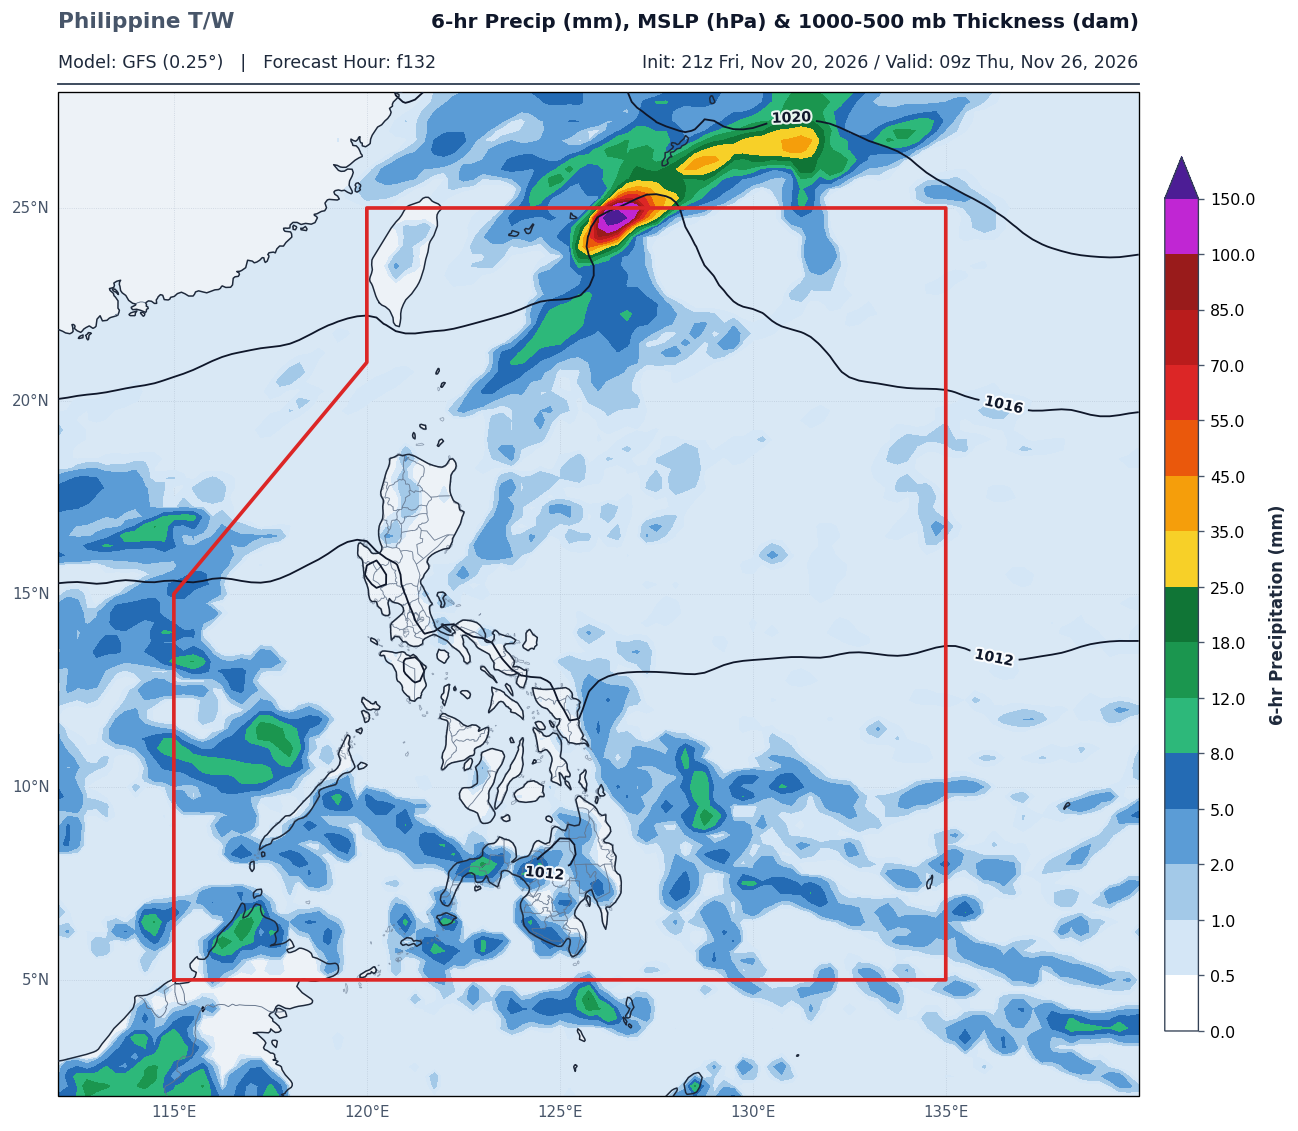 Philippine T/W
6-hr Precip (mm), MSLP (hPa) & 1000-500 mb Thickness (dam)
Model: GFS (0.25°) | Forecast Hour: f132
Init: 21z Fri, Nov 20, 2026 / Valid: 09z Thu, Nov 26, 2026
1020
1016
1012
1012
25°N
20°N
15°N
10°N
5°N
115°E
120°E
125°E
130°E
135°E
150.0
100.0
85.0
70.0
55.0
45.0
35.0
25.0
18.0
12.0
8.0
5.0
2.0
1.0
0.5
0.0
6-hr Precipitation (mm)